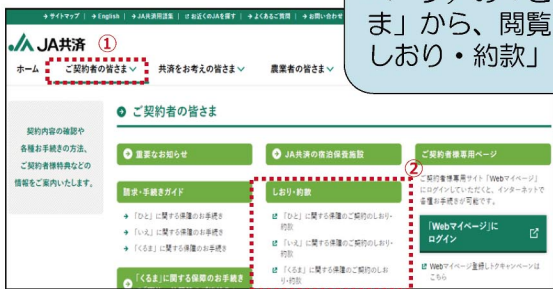 サイトマップ
English
JA共済用語集
お近くのJAを探す
よくあるご質問
お問い合わせ
ま」から、閲覧
しおり・約款」
JA共済
①
ホーム
ご契約者の皆さま
共済をお考えの皆さま
農業者の皆さま
契約内容の確認や
各種お手続きの方法、
ご契約者様特典などの
情報をご案内いたします。
ご契約者の皆さま
重要なお知らせ
JA共済の宿泊保養施設
②
ご契約者様専用ページ
ご契約者様専用サイト「Webマイページ」
にログインしていただくと、インターネットで
各種お手続きが可能です。
請求・手続きガイド
「ひと」に関する保障のお手続き
「いえ」に関する保障のお手続き
「くるま」に関する保障のお手続き
しおり・約款
「ひと」に関する保障のご契約のしおり・
約款
「いえ」に関する保障のご契約のしおり・
約款
「くるま」に関する保障のご契約のしお
り・約款
「Webマイページ」に
ログイン
Webマイページ登録しトクキャンペーンは
こちら
「くるま」に関する保障のお手続き